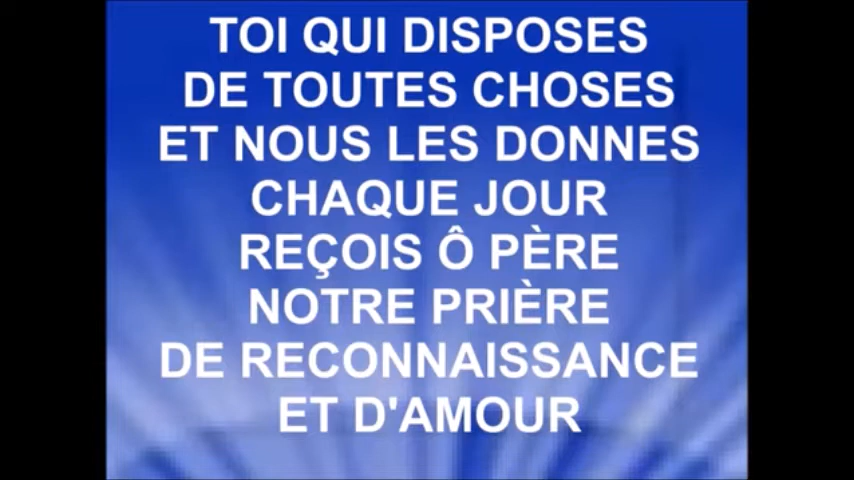 TOI QUI DISPOSES
DE TOUTES CHOSES
ET NOUS LES DONNES
CHAQUE JOUR
REÇOIS Ô PÈRE
NOTRE PRIÈRE
DE RECONNAISSANCE
ET D'AMOUR